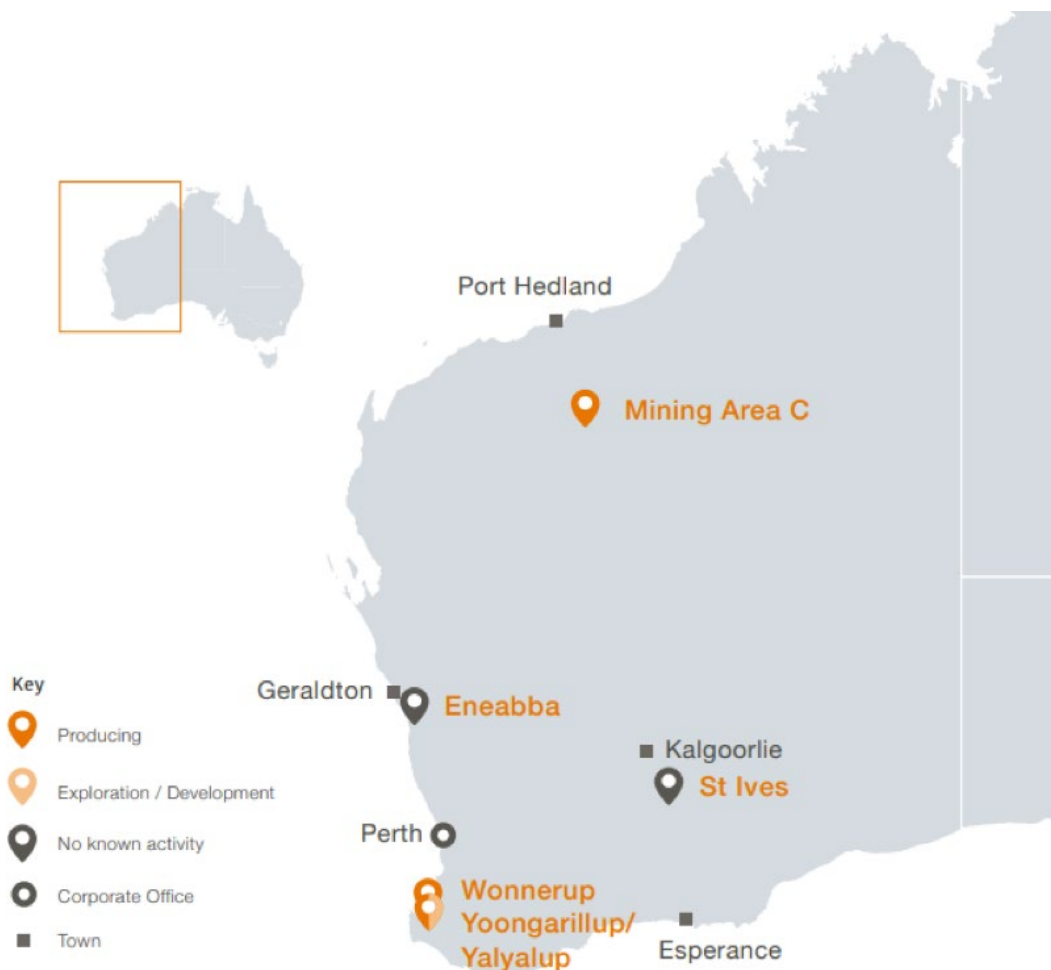 Port Hedland
Mining Area C
Key
Geraldton
Eneabba
Producing
Kalgoorlie
Exploration / Development
St Ives
Perth
No known activity
Wonnerup
Corporate Office
Yoongarillup/
Town
Esperance
Yalyalup